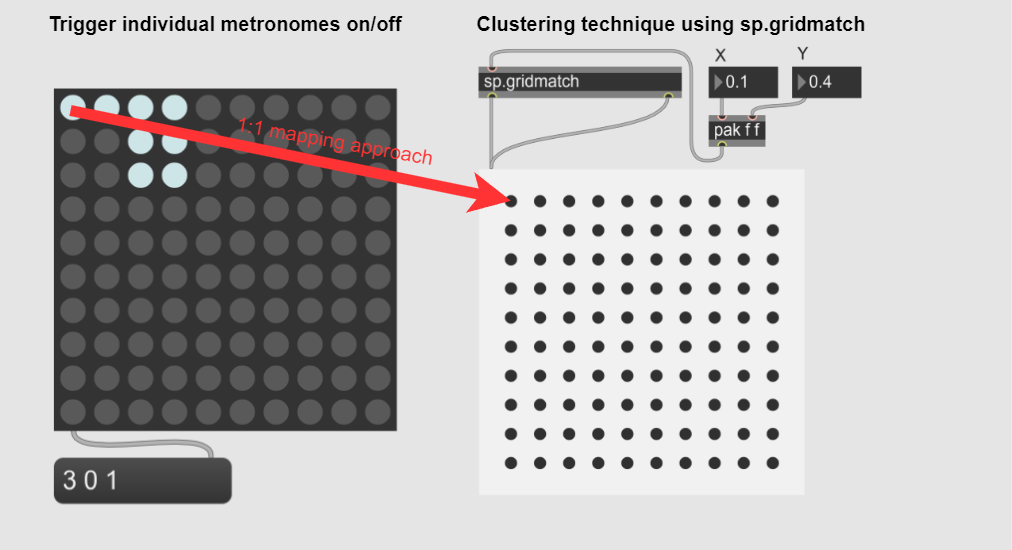 Trigger individual metronomes on/off
Clustering technique using sp.gridmatch
X
Y
sp.gridmatch
0.1
0.4
pak f f
1:1 mapping approach
3 0 1